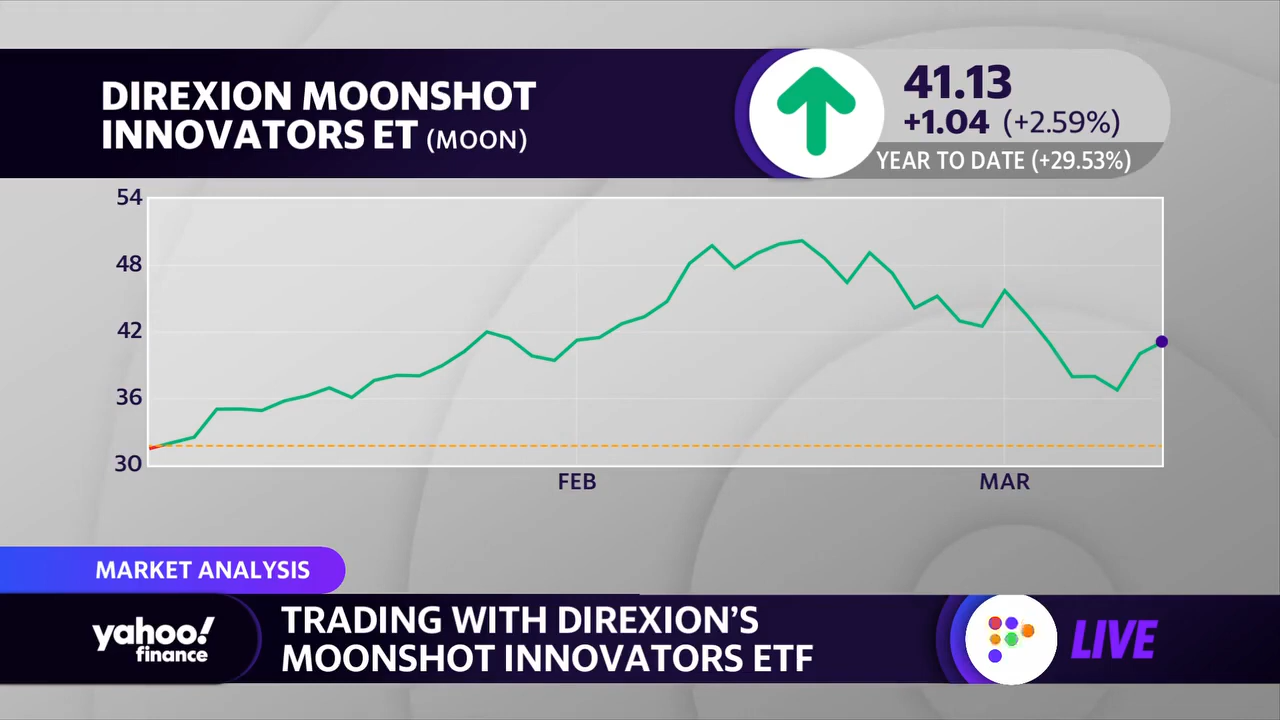 DIREXION MOONSHOT
INNOVATORS ET (MOON)
41.13
+1.04 (+2.59%)
YEAR TO DATE (+29.53%)
54
48
42
36
30
FEB MAR
MARKET ANALYSIS
yahoo!
finance
TRADING WITH DIREXION'S
MOONSHOT INNOVATORS ETF
LIVE